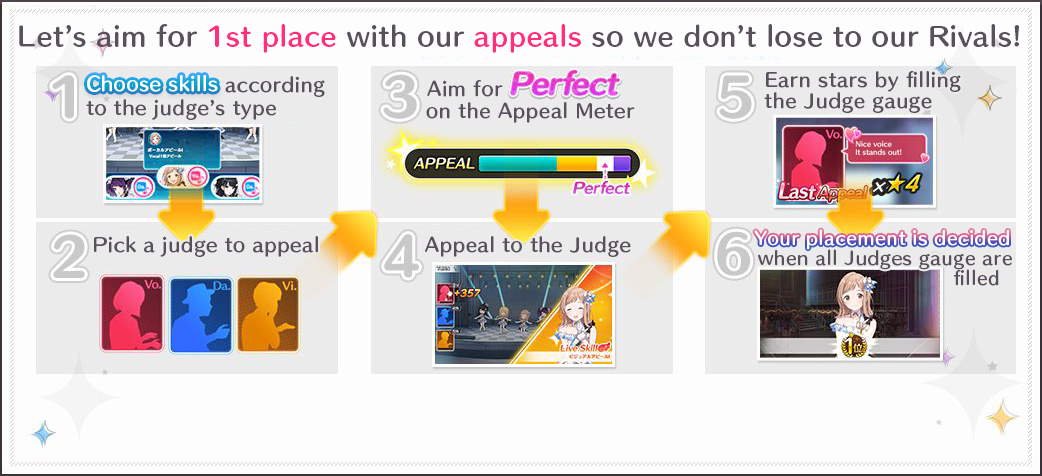 Let's aim for 1st place with our appeals so we don't lose to our Rivals!
1
Choose skills according
to the judge's type
ボーカルアピールM
Vocal1倍アピール
2
Pick a judge to appeal
Vo.
Da.
Vi.
3
Aim for Perfect
on the Appeal Meter
APPEAL
Perfect
4
Appeal to the Judge
+357
Live Skill
ビジュアルアピールM
5
Earn stars by filling
the Judge gauge
Vo.
Nice voice
It stands out!
Last Appeal ×★4
6
Your placement is decided
when all Judges gauge are
filled
1位